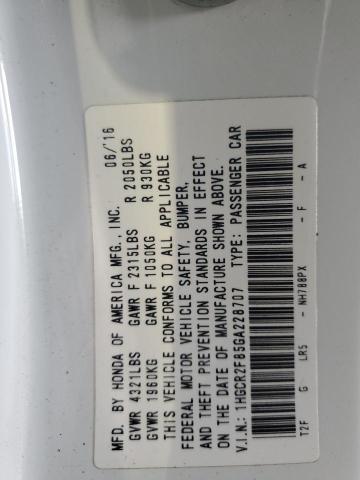 MFD. BY HONDA OF AMERICA MFG., INC. 06/'16
GVWR 4321LBS GAWR F 2315LBS R 2050LBS
GVWR 1960KG GAWR F 1050KG R 930KG
THIS VEHICLE CONFORMS TO ALL APPLICABLE
FEDERAL MOTOR VEHICLE SAFETY, BUMPER,
AND THEFT PREVENTION STANDARDS IN EFFECT
ON THE DATE OF MANUFACTURE SHOWN ABOVE.
V.I.N.: 1HGCR2F85GA228707 TYPE: PASSENGER CAR
T2F G LR5 - NH788PX - F - A